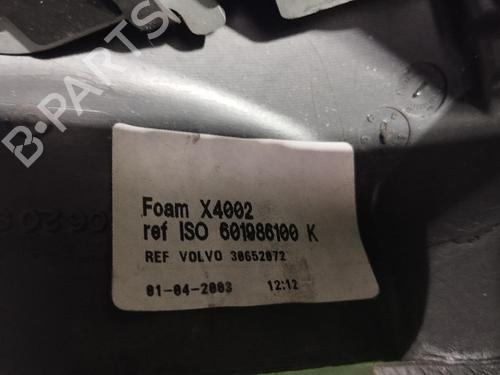 B-PARTS
Foam X4002
ref ISO 601986100 K
REF VOLVO 30652072
01-04-2003 12:12